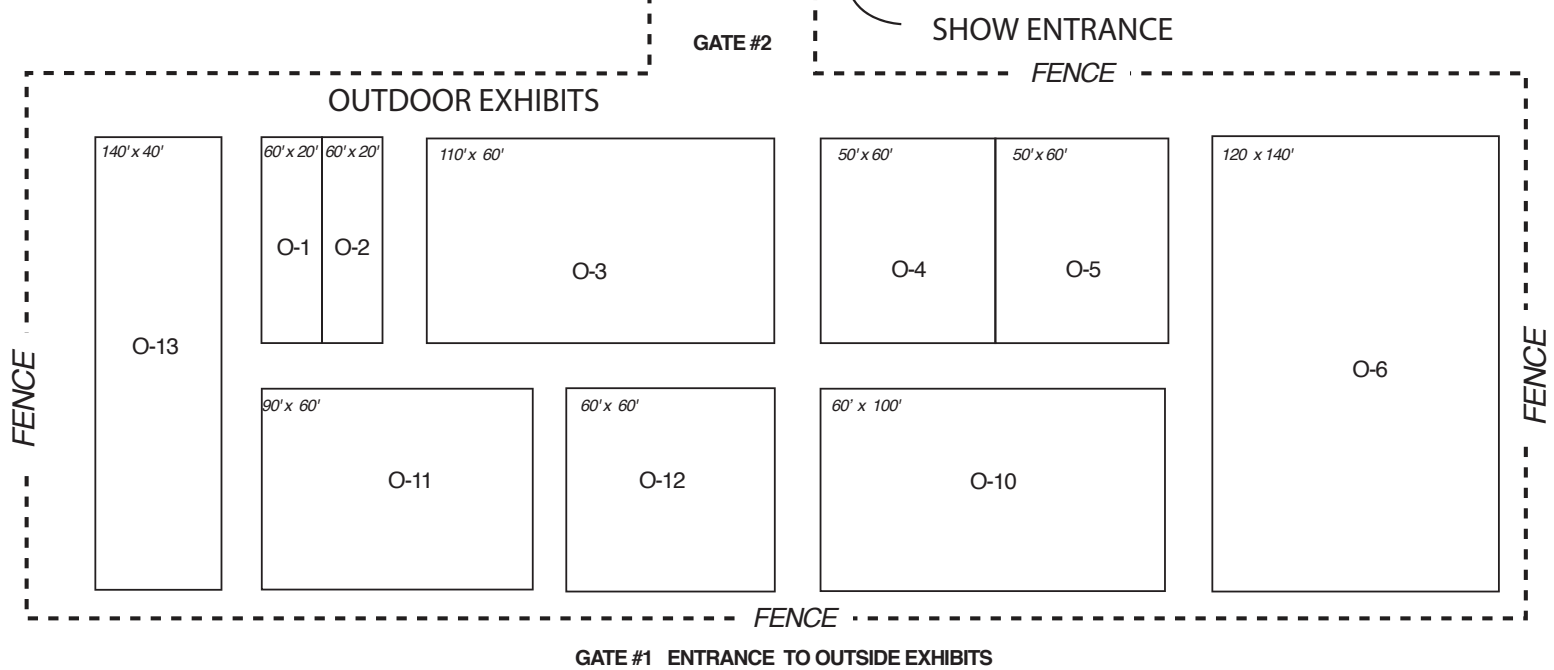 SHOW ENTRANCE
GATE #2
FENCE
OUTDOOR EXHIBITS
140' x 40'
60' x 20'
60' x 20'
110' x 60'
50' x 60'
50' x 60'
120 x 140'
O-1
O-2
O-3
O-4
O-5
O-13
O-6
FENCE
FENCE
90' x 60'
60' x 60'
60' x 100'
O-11
O-12
O-10
FENCE
GATE #1 ENTRANCE TO OUTSIDE EXHIBITS